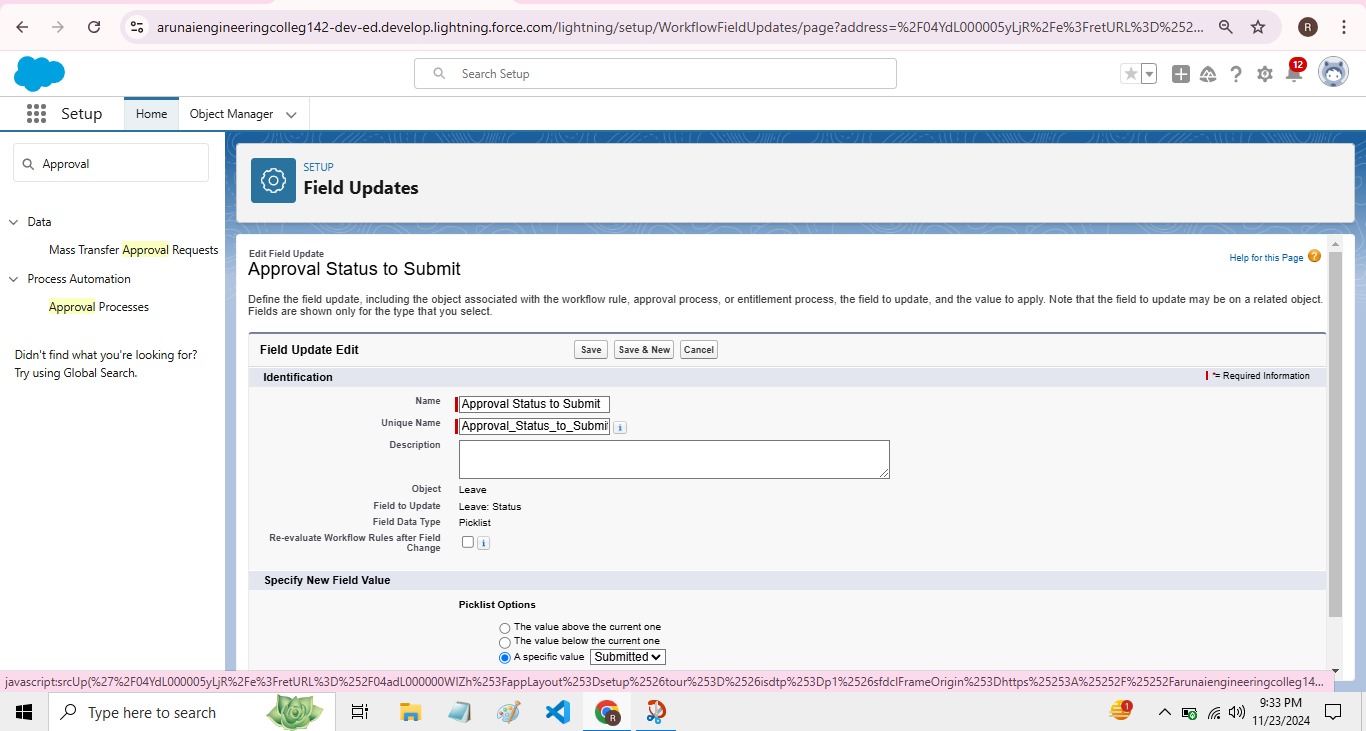 arunaiengineeringcolleg142-dev-ed.develop.lightning.force.com/lightning/setup/WorkflowFieldUpdates/page?address=%2F04YdL000005yLjR%2Fe%3FretURL%3D%252...
R
Search Setup
12
Setup
Home
Object Manager
Approval
Data
Mass Transfer Approval Requests
Process Automation
Approval Processes
Didn't find what you're looking for?
Try using Global Search.
SETUP
Field Updates
Edit Field Update
Approval Status to Submit
Help for this Page ?
Define the field update, including the object associated with the workflow rule, approval process, or entitlement process, the field to update, and the value to apply. Note that the field to update may be on a related object.
Fields are shown only for the type that you select.
Field Update Edit
Save
Save & New
Cancel
Identification
*= Required Information
Name
Approval Status to Submit
Unique Name
Approval_Status_to_Submi
i
Description
Object
Leave
Field to Update
Leave: Status
Field Data Type
Picklist
Re-evaluate Workflow Rules after Field
Change
i
Specify New Field Value
Picklist Options
The value above the current one
The value below the current one
A specific value
Submitted
javascript:srcUp(%27%2F04YdL000005yLjR%2Fe%3FretURL%3D%252F04adL000000WIZh%253FappLayout%253Dsetup%2526tour%253D%2526isdtp%253Dp1%2526sfdcIFrameOrigin%253Dhttps%25253A%25252F%25252Farunaiengineeringcolleg14...
Type here to search
R
1
9:33 PM
11/23/2024